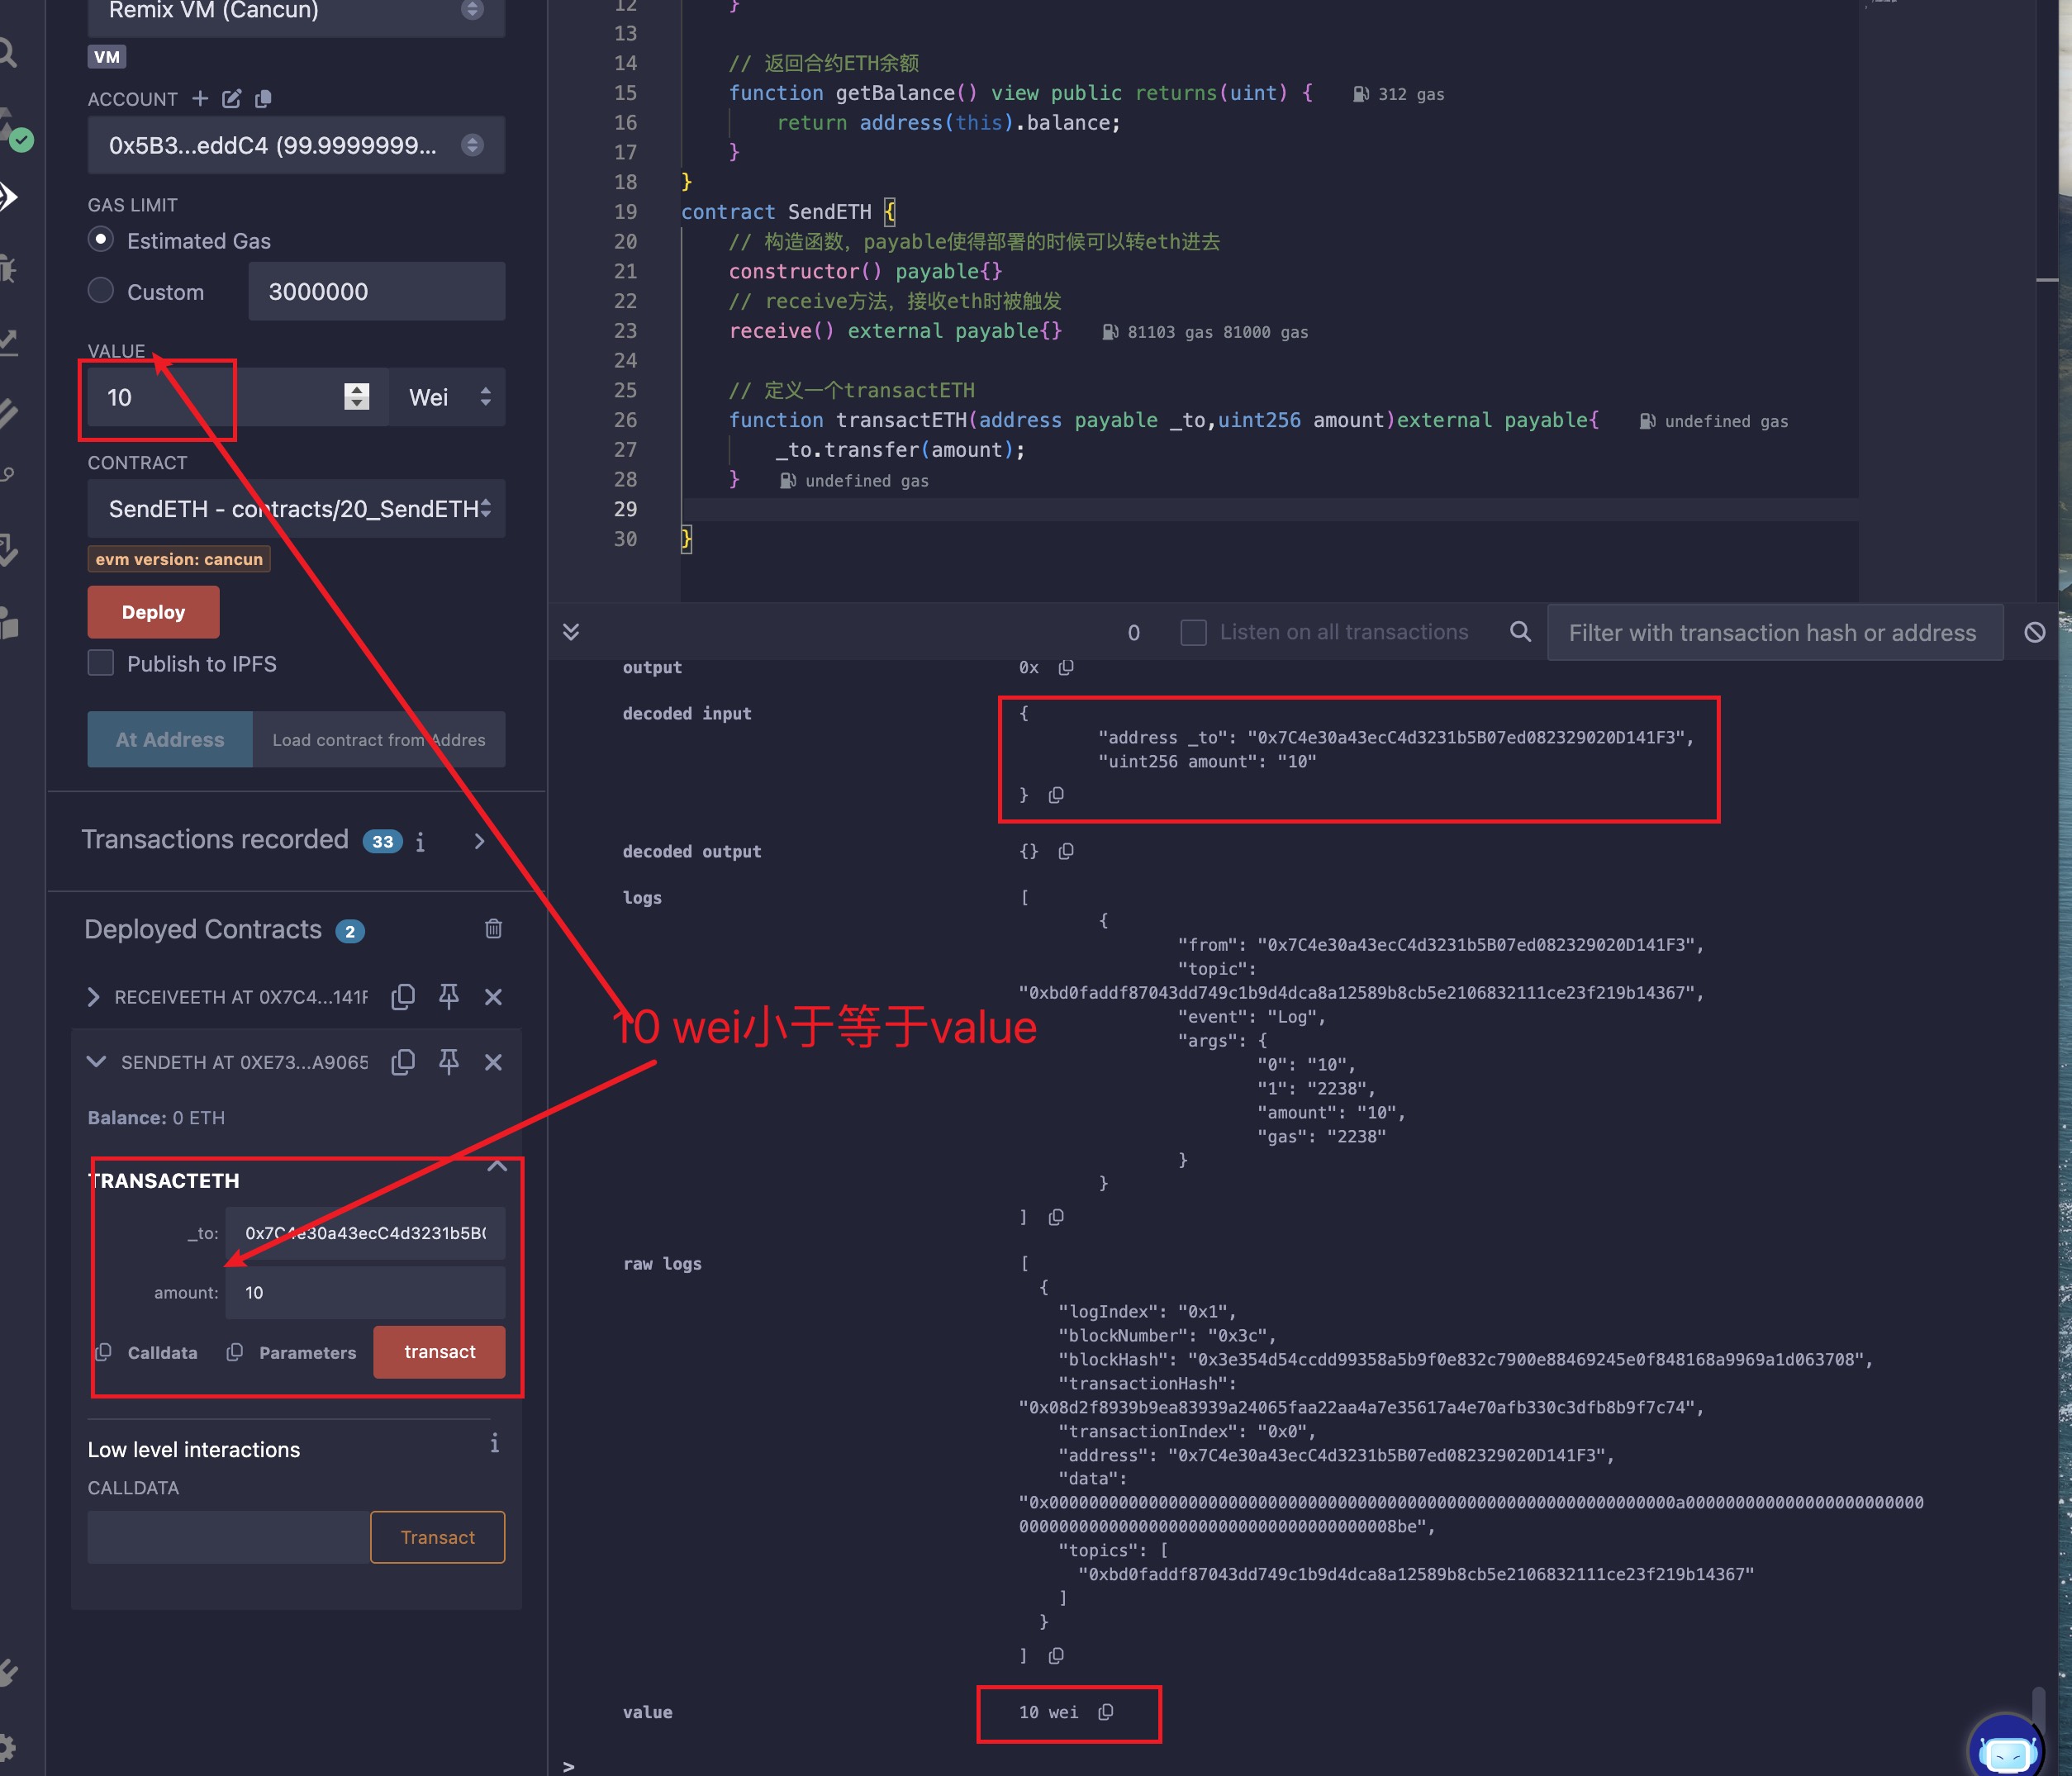 Remix VM (Cancun)
VM
ACCOUNT
0x5B3...eddC4 (99.9999999...
GAS LIMIT
Estimated Gas
Custom
3000000
VALUE
10
Wei
CONTRACT
SendETH - contracts/20_SendETH
evm version: cancun
Deploy
Publish to IPFS
At Address
Load contract from Addres
Transactions recorded 33 i
Deployed Contracts 2
RECEIVEETH AT 0X7C4...141F
SENDETH AT 0XE73...A9065
Balance: 0 ETH
TRANSACTETH
_to: 0x7C4e30a43ecC4d3231b5B(
amount: 10
Calldata
Parameters
transact
Low level interactions i
CALLDATA
Transact
12 }
13
14 // 返回合约ETH余额
15 function getBalance() view public returns(uint) { 312 gas
16 return address(this).balance;
17 }
18 }
19 contract SendETH {
20 // 构造函数，payable使得部署的时候可以转eth进去
21 constructor() payable{}
22 // receive方法，接收eth时被触发
23 receive() external payable{} 81103 gas 81000 gas
24
25 // 定义一个transactETH
26 function transactETH(address payable _to,uint256 amount)external payable{ undefined gas
27 _to.transfer(amount);
28 } undefined gas
29
30 }
0
Listen on all transactions
Filter with transaction hash or address
output 0x
decoded input {
"address _to": "0x7C4e30a43ecC4d3231b5B07ed082329020D141F3",
"uint256 amount": "10"
}
decoded output {}
logs [
{
"from": "0x7C4e30a43ecC4d3231b5B07ed082329020D141F3",
"topic":
"0xbd0faddf87043dd749c1b9d4dca8a12589b8cb5e2106832111ce23f219b14367",
"event": "Log",
"args": {
"0": "10",
"1": "2238",
"amount": "10",
"gas": "2238"
}
}
]
10 wei小于等于value
raw logs [
{
"logIndex": "0x1",
"blockNumber": "0x3c",
"blockHash": "0x3e354d54ccdd99358a5b9f0e832c7900e88469245e0f848168a9969a1d063708",
"transactionHash":
"0x08d2f8939b9ea83939a24065faa22aa4a7e35617a4e70afb330c3dfb8b9f7c74",
"transactionIndex": "0x0",
"address": "0x7C4e30a43ecC4d3231b5B07ed082329020D141F3",
"data":
"0x000000000000000000000000000000000000000000000000000000000000000a000000000000000000000000
00000000000000000000000000000000000008be",
"topics": [
"0xbd0faddf87043dd749c1b9d4dca8a12589b8cb5e2106832111ce23f219b14367"
]
}
]
value 10 wei
>